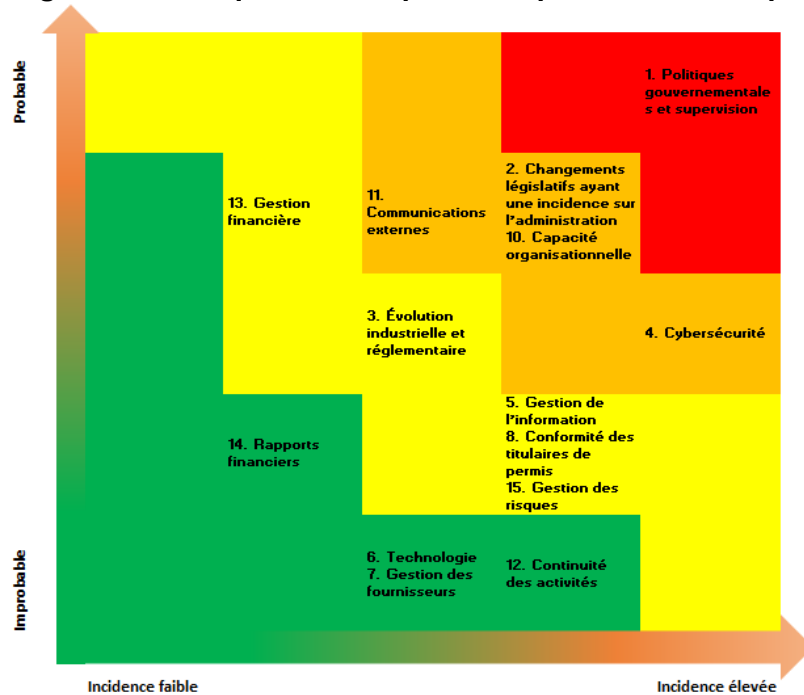 Probable
1. Politiques
gouvernementale
s et supervision
13. Gestion
financière
11.
Communications
externes
2. Changements
législatifs ayant
une incidence sur
l'administration
10. Capacité
organisationnelle
3. Évolution
industrielle et
réglementaire
4. Cybersécurité
14. Rapports
financiers
5. Gestion de
l'information
8. Conformité des
titulaires de
permis
15. Gestion des
risques
Improbable
6. Technologie
7. Gestion des
fournisseurs
12. Continuité
des activités
Incidence faible
Incidence élevée